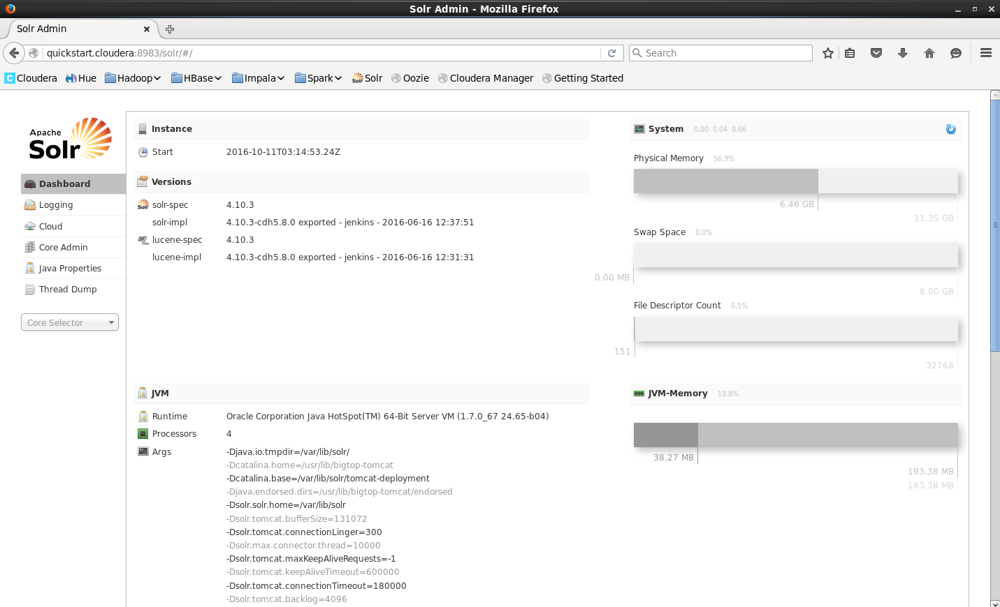 Solr Admin - Mozilla Firefox
Solr Admin
quickstart.cloudera:8983/solr/#/
Search
Cloudera Hue Hadoop HBase Impala Spark Solr Oozie Cloudera Manager Getting Started
Apache
Solr
Dashboard
Logging
Cloud
Core Admin
Java Properties
Thread Dump
Core Selector
Instance
Start 2016-10-11T03:14:53.24Z
Versions
solr-spec 4.10.3
solr-impl 4.10.3-cdh5.8.0 exported - jenkins - 2016-06-16 12:37:51
lucene-spec 4.10.3
lucene-impl 4.10.3-cdh5.8.0 exported - jenkins - 2016-06-16 12:31:31
System 0.00 0.04 0.66
Physical Memory 56.9%
6.46 GB
11.35 GB
Swap Space 0.0%
0.00 MB
8.00 GB
File Descriptor Count 0.5%
151
32768
JVM
Runtime Oracle Corporation Java HotSpot(TM) 64-Bit Server VM (1.7.0_67 24.65-b04)
Processors 4
Args -Djava.io.tmpdir=/var/lib/solr/
-Dcatalina.home=/usr/lib/bigtop-tomcat
-Dcatalina.base=/var/lib/solr/tomcat-deployment
-Djava.endorsed.dirs=/usr/lib/bigtop-tomcat/endorsed
-Dsolr.solr.home=/var/lib/solr
-Dsolr.tomcat.bufferSize=131072
-Dsolr.tomcat.connectionLinger=300
-Dsolr.max.connector.thread=10000
-Dsolr.tomcat.maxKeepAliveRequests=-1
-Dsolr.tomcat.keepAliveTimeout=600000
-Dsolr.tomcat.connectionTimeout=180000
-Dsolr.tomcat.backlog=4096
JVM-Memory 19.8%
38.27 MB
193.38 MB
193.38 MB